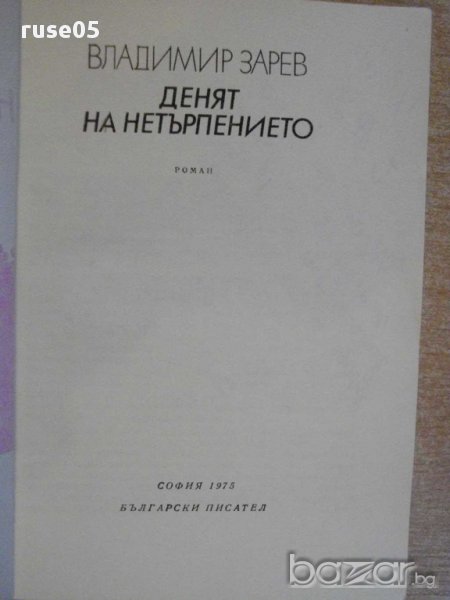 ruse05
ВЛАДИМИР ЗАРЕВ
ДЕНЯТ
НА НЕТЪРПЕНИЕТО
РОМАН
СОФИЯ 1975
БЪЛГАРСКИ ПИСАТЕЛ
bazar.bg